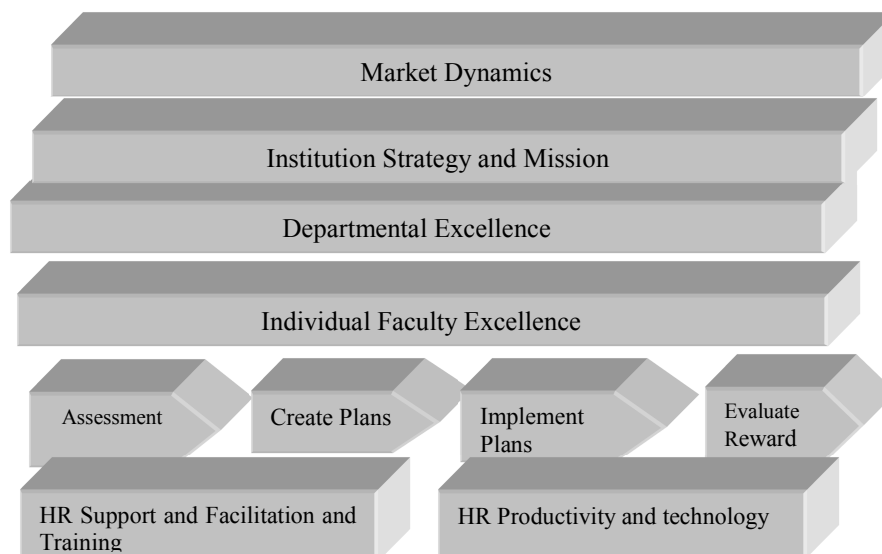 Market Dynamics
Institution Strategy and Mission
Departmental Excellence
Individual Faculty Excellence
Assessment
Create Plans
Implement
Plans
Evaluate
Reward
HR Support and Facilitation and
Training
HR Productivity and technology